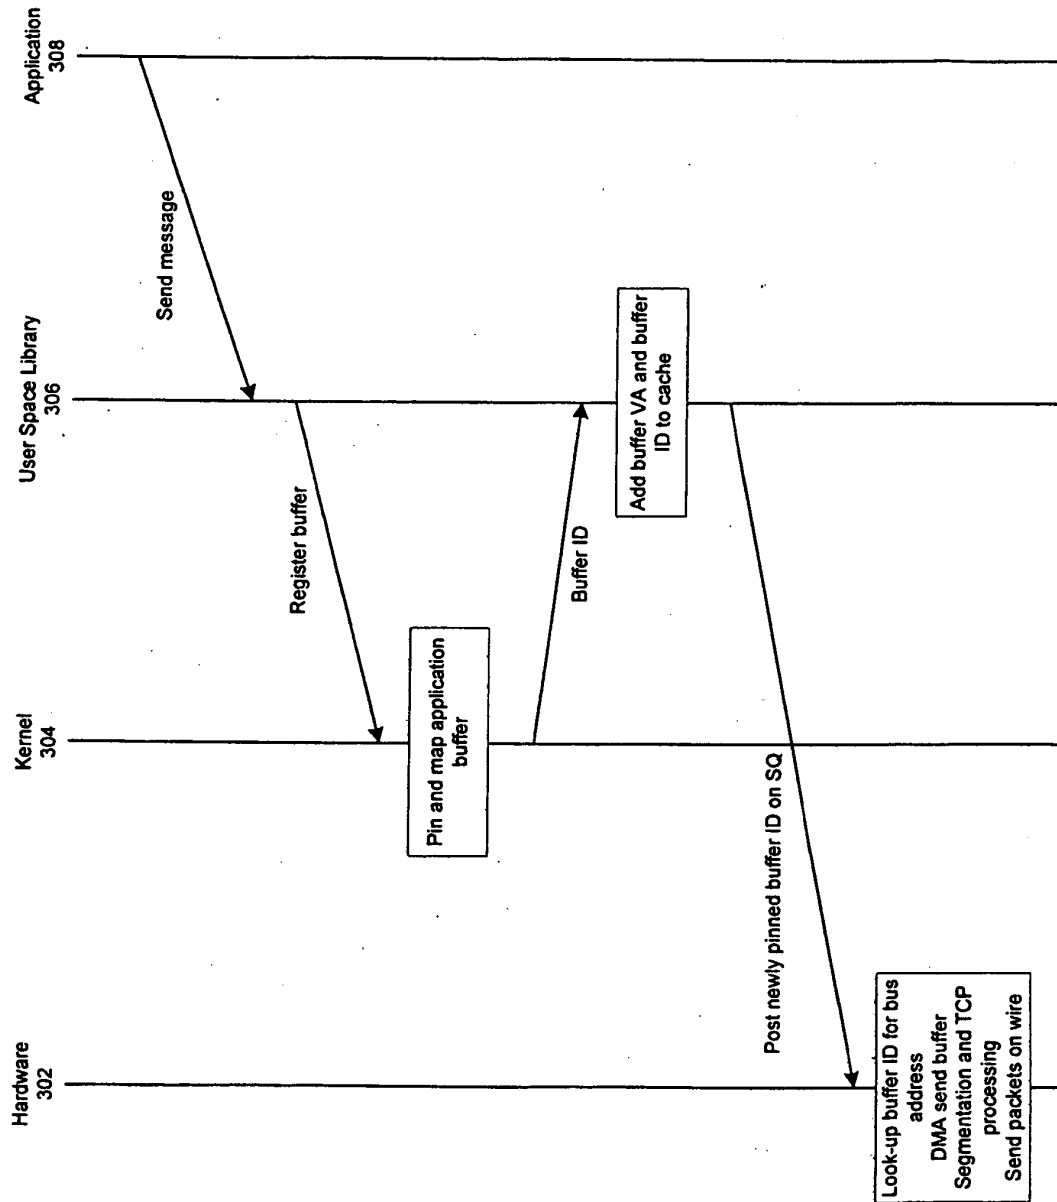 Hardware
302
Kernel
304
User Space Library
306
Application
308
Send message
Register buffer
Pin and map application
buffer
Buffer ID
Add buffer VA and buffer
ID to cache
Post newly pinned buffer ID on SQ
Look-up buffer ID for bus
address
DMA send buffer
Segmentation and TCP
processing
Send packets on wire